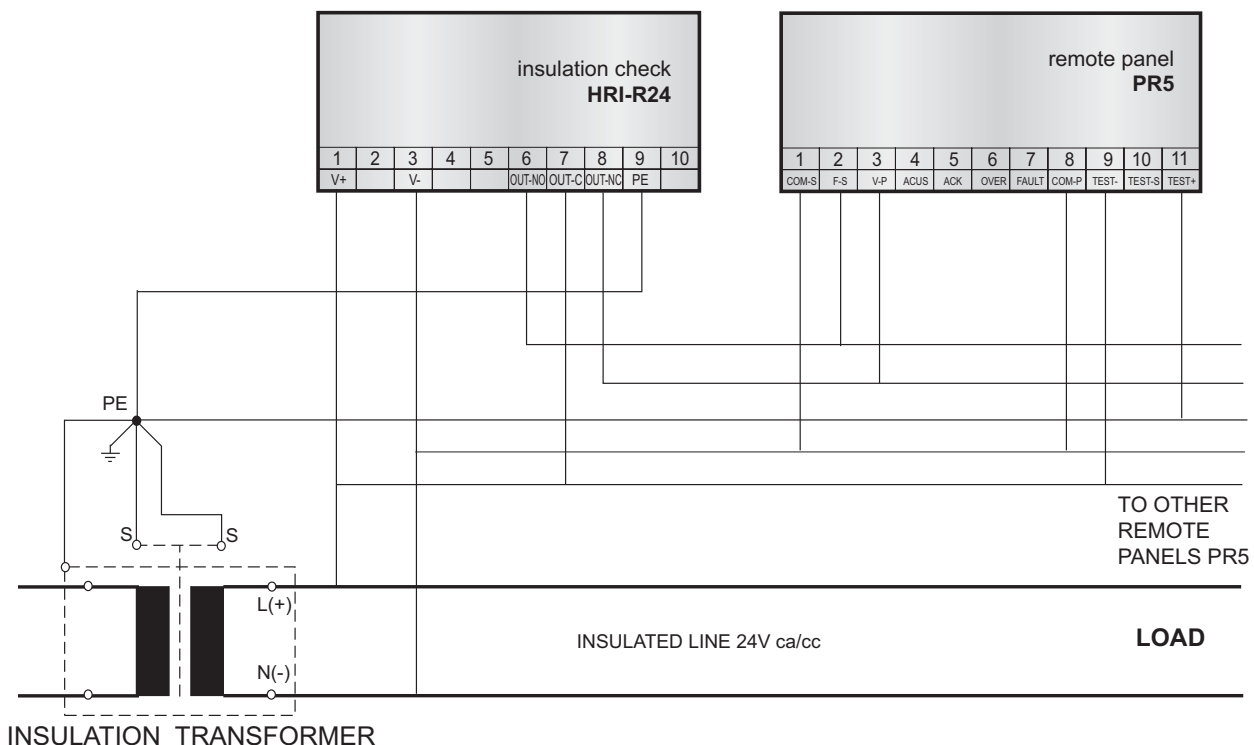 insulation check
HRI-R24
1 2 3 4 5 6 7 8 9 10
V+ V- OUT-NO OUT-C OUT-NC PE
remote panel
PR5
1 2 3 4 5 6 7 8 9 10 11
COM-S F-S V-P ACUS ACK OVER FAULT COM-P TEST- TEST-S TEST+
PE
S S
TO OTHER
REMOTE
PANELS PR5
L(+)
INSULATED LINE 24V ca/cc
LOAD
N(-)
INSULATION TRANSFORMER